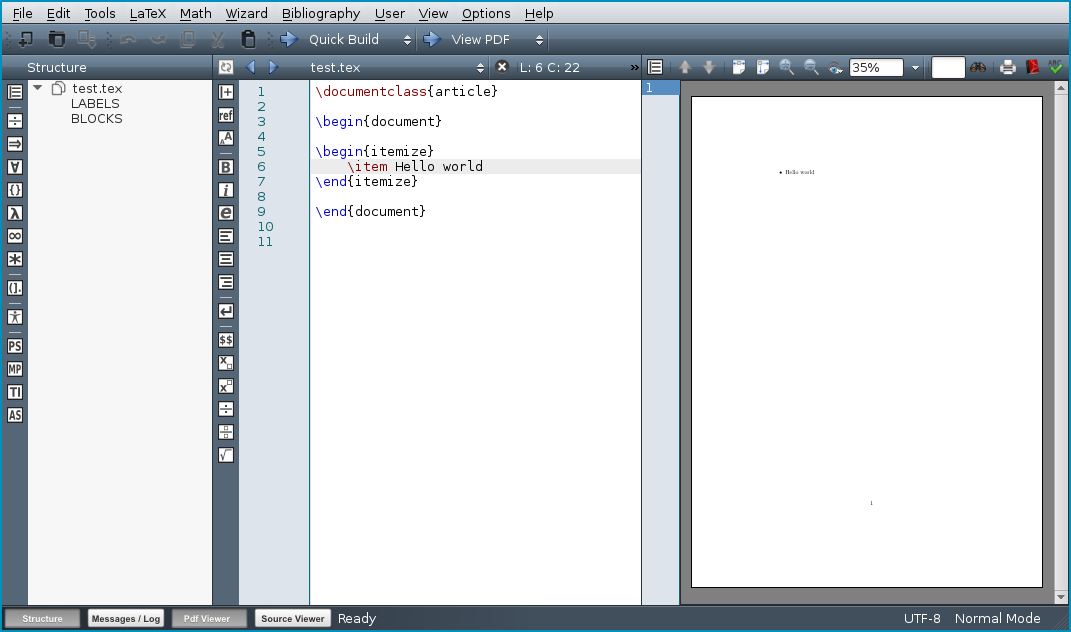 File Edit Tools LaTeX Math Wizard Bibliography User View Options Help
Quick Build View PDF
Structure test.tex L: 6 C: 22 » 35% ABC
test.tex
LABELS
BLOCKS
ref
AA
B
i
e
{}
λ
∞
(].
PS
MP
TI
AS
$$
x
x
1 \documentclass{article}
2
3 \begin{document}
4
5 \begin{itemize}
6 \item Hello world
7 \end{itemize}
8
9 \end{document}
10
11
1
• Hello world
1
Structure Messages / Log Pdf Viewer Source Viewer Ready UTF-8 Normal Mode